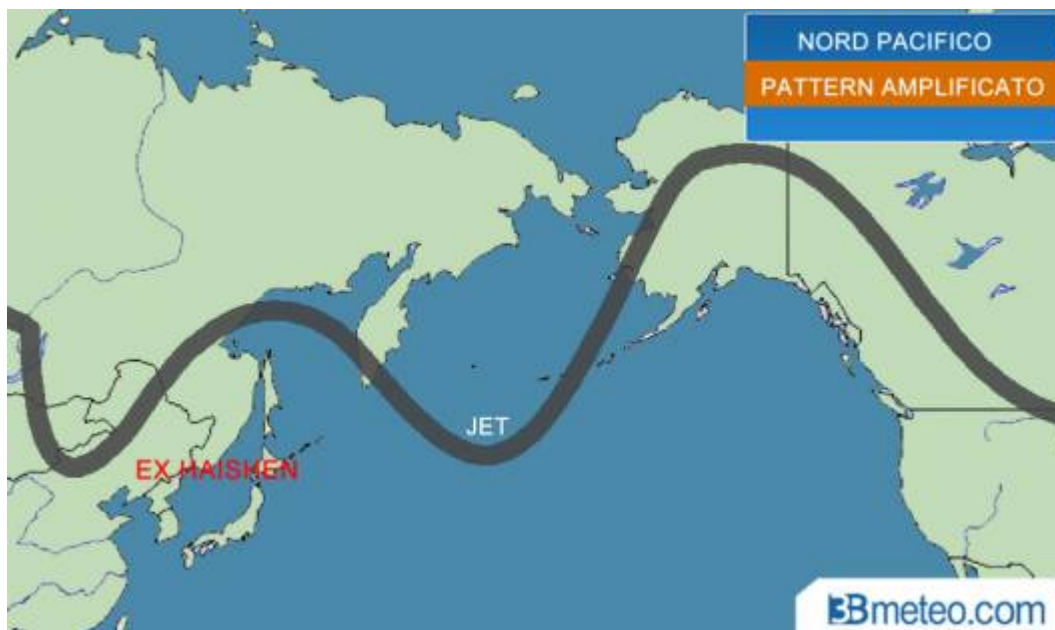 NORD PACIFICO
PATTERN AMPLIFICATO
JET
EX HAISHEN
3Bmeteo.com